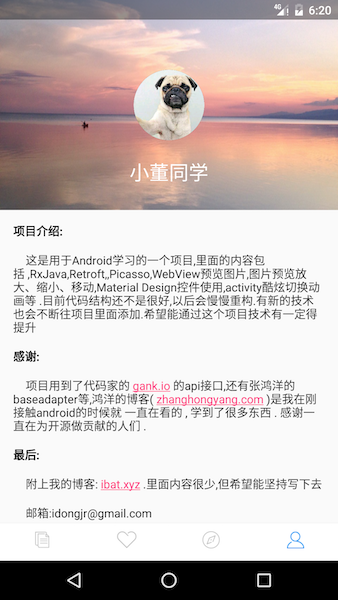 4G 6:20
小董同学
项目介绍:
这是用于Android学习的一个项目,里面的内容包
括 ,RxJava,Retroft,,Picasso,WebView预览图片,图片预览放
大、缩小、移动,Material Design控件使用,activity酷炫切换动
画等 .目前代码结构还不是很好,以后会慢慢重构.有新的技术
也会不断往项目里面添加.希望能通过这个项目技术有一定得
提升
感谢:
项目用到了代码家的 gank.io 的api接口,还有张鸿洋的
baseadapter等,鸿洋的博客( zhanghongyang.com )是我在刚
接触android的时候就 一直在看的 , 学到了很多东西 . 感谢一
直在为开源做贡献的人们 .
最后:
附上我的博客: ibat.xyz .里面内容很少,但希望能坚持写下去
邮箱:idongjr@gmail.com